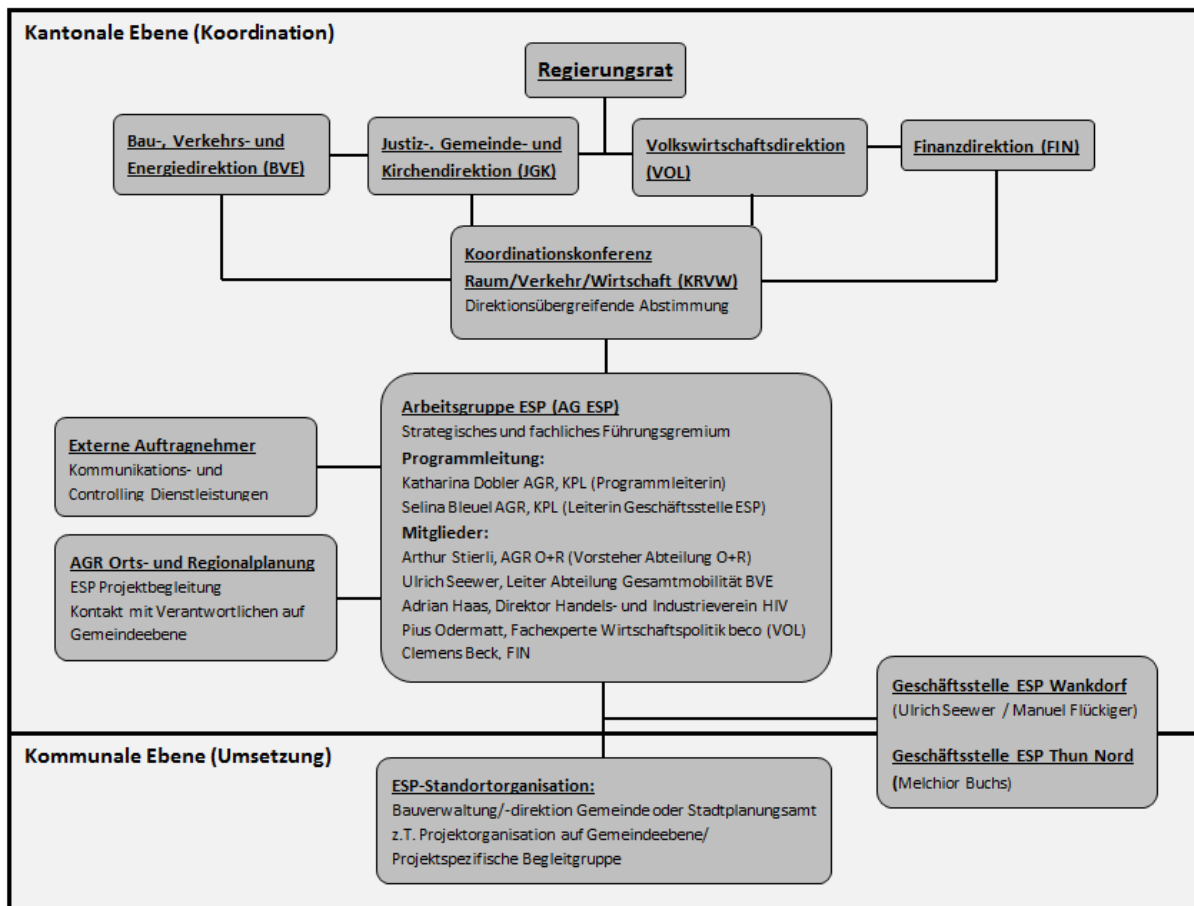 Kantonale Ebene (Koordination)
Regierungsrat
Bau-, Verkehrs- und
Energiedirektion (BVE)
Justiz-. Gemeinde- und
Kirchendirektion (JGK)
Volkswirtschaftsdirektion
(VOL)
Finanzdirektion (FIN)
Koordinationskonferenz
Raum/Verkehr/Wirtschaft (KRVW)
Direktionsübergreifende Abstimmung
Arbeitsgruppe ESP (AG ESP)
Strategisches und fachliches Führungsgremium
Programmleitung:
Katharina Dobler AGR, KPL (Programmleiterin)
Selina Bleuel AGR, KPL (Leiterin Geschäftsstelle ESP)
Mitglieder:
Arthur Stierli, AGR O+R (Vorsteher Abteilung O+R)
Ulrich Seewer, Leiter Abteilung Gesamtmobilität BVE
Adrian Haas, Direktor Handels- und Industrieverein HIV
Pius Odermatt, Fachexperte Wirtschaftspolitik beco (VOL)
Clemens Beck, FIN
Externe Auftragnehmer
Kommunikations- und
Controlling Dienstleistungen
AGR Orts- und Regionalplanung
ESP Projektbegleitung
Kontakt mit Verantwortlichen auf
Gemeindeebene
Geschäftsstelle ESP Wankdorf
(Ulrich Seewer / Manuel Flückiger)
Geschäftsstelle ESP Thun Nord
(Melchior Buchs)
Kommunale Ebene (Umsetzung)
ESP-Standortorganisation:
Bauverwaltung/-direktion Gemeinde oder Stadtplanungsamt
z.T. Projektorganisation auf Gemeindeebene/
Projektspezifische Begleitgruppe